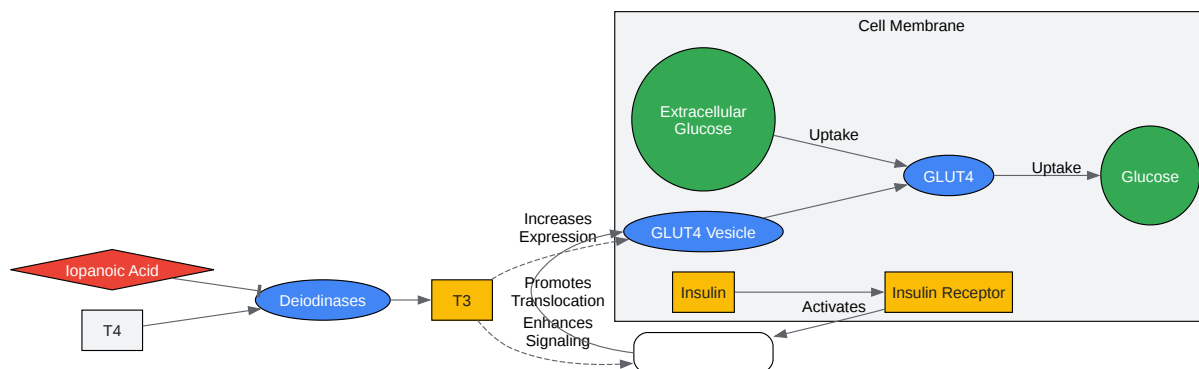 Cell Membrane
Extracellular
Glucose
Uptake
GLUT4
Uptake
Glucose
Increases
Expression
GLUT4 Vesicle
Iopanoic Acid
Deiodinases
T3
T4
Promotes
Translocation
Insulin
Insulin Receptor
Activates
Enhances
Signaling